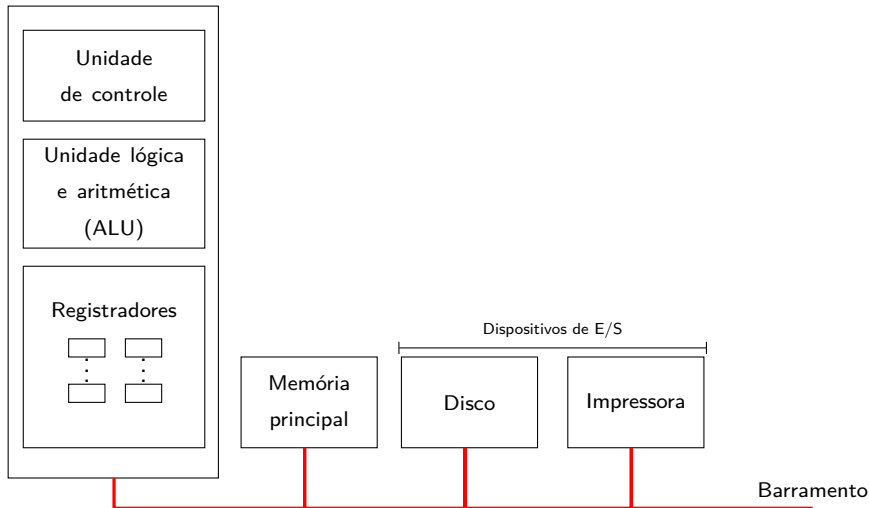 Unidade
de controle
Unidade lógica
e aritmética
(ALU)
Registradores
Dispositivos de E/S
Memória
principal
Disco
Impressora
Barramento